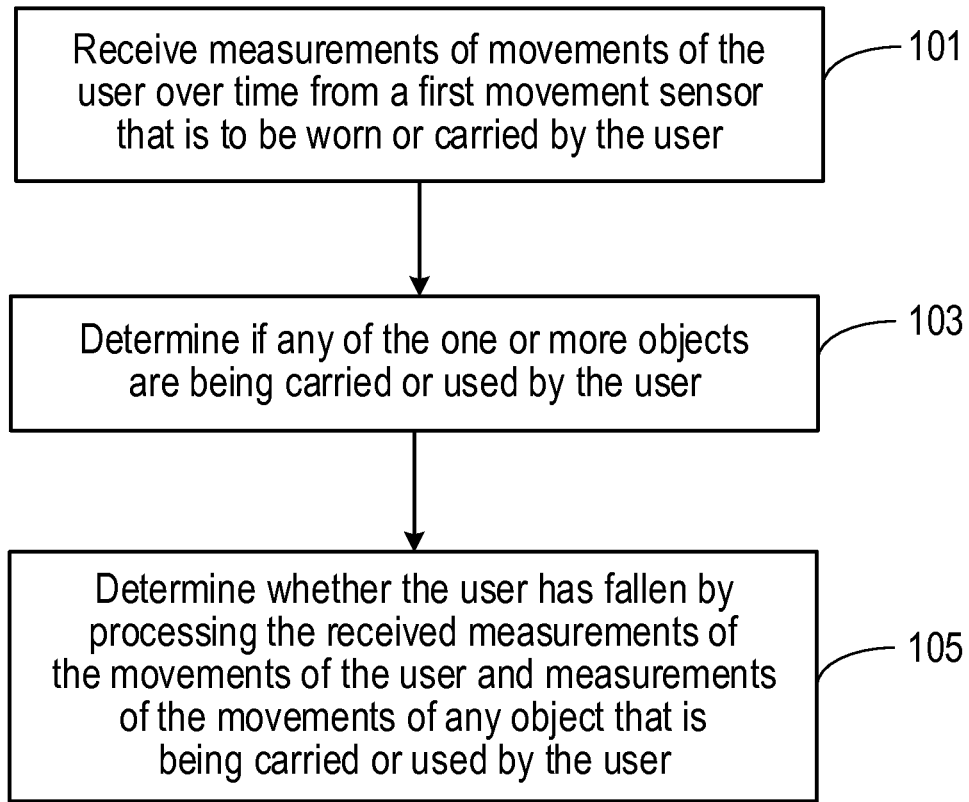 Receive measurements of movements of the
user over time from a first movement sensor
that is to be worn or carried by the user
101
Determine if any of the one or more objects
are being carried or used by the user
103
Determine whether the user has fallen by
processing the received measurements of
the movements of the user and measurements
of the movements of any object that is
being carried or used by the user
105